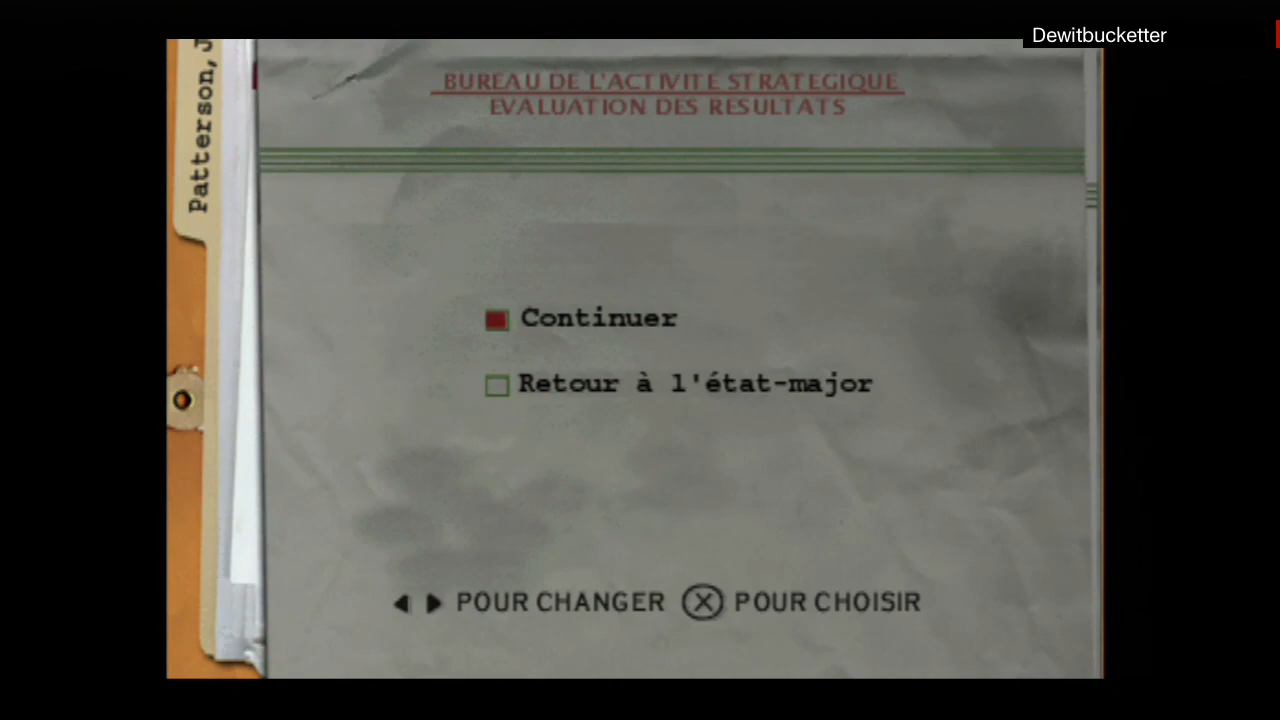 Dewitbucketter
Patterson, J
BUREAU DE L'ACTIVITE STRATEGIQUE
EVALUATION DES RESULTATS
Continuer
Retour à l'état-major
POUR CHANGER X POUR CHOISIR